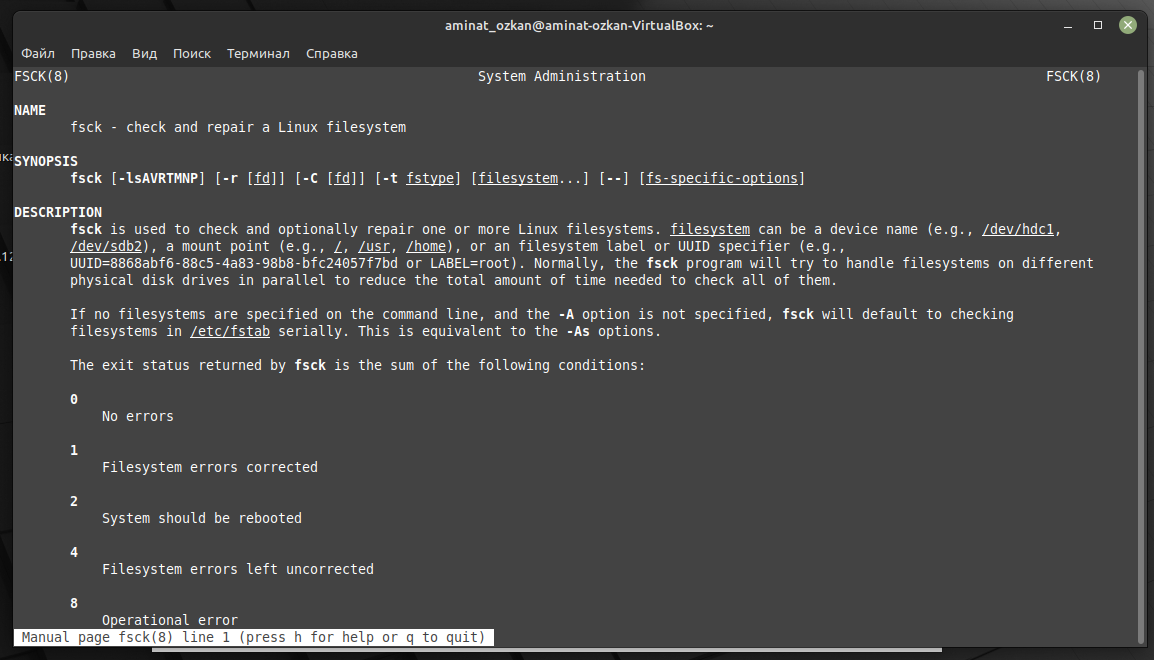 aminat_ozkan@aminat-ozkan-VirtualBox: ~
Файл Правка Вид Поиск Терминал Справка
FSCK(8) System Administration FSCK(8)
NAME
fsck - check and repair a Linux filesystem
SYNOPSIS
fsck [-lsAVRTMNP] [-r [fd]] [-C [fd]] [-t fstype] [filesystem...] [--] [fs-specific-options]
DESCRIPTION
fsck is used to check and optionally repair one or more Linux filesystems. filesystem can be a device name (e.g., /dev/hdc1,
/dev/sdb2), a mount point (e.g., /, /usr, /home), or an filesystem label or UUID specifier (e.g.,
UUID=8868abf6-88c5-4a83-98b8-bfc24057f7bd or LABEL=root). Normally, the fsck program will try to handle filesystems on different
physical disk drives in parallel to reduce the total amount of time needed to check all of them.
If no filesystems are specified on the command line, and the -A option is not specified, fsck will default to checking
filesystems in /etc/fstab serially. This is equivalent to the -As options.
The exit status returned by fsck is the sum of the following conditions:
0
No errors
1
Filesystem errors corrected
2
System should be rebooted
4
Filesystem errors left uncorrected
8
Operational error
Manual page fsck(8) line 1 (press h for help or q to quit)